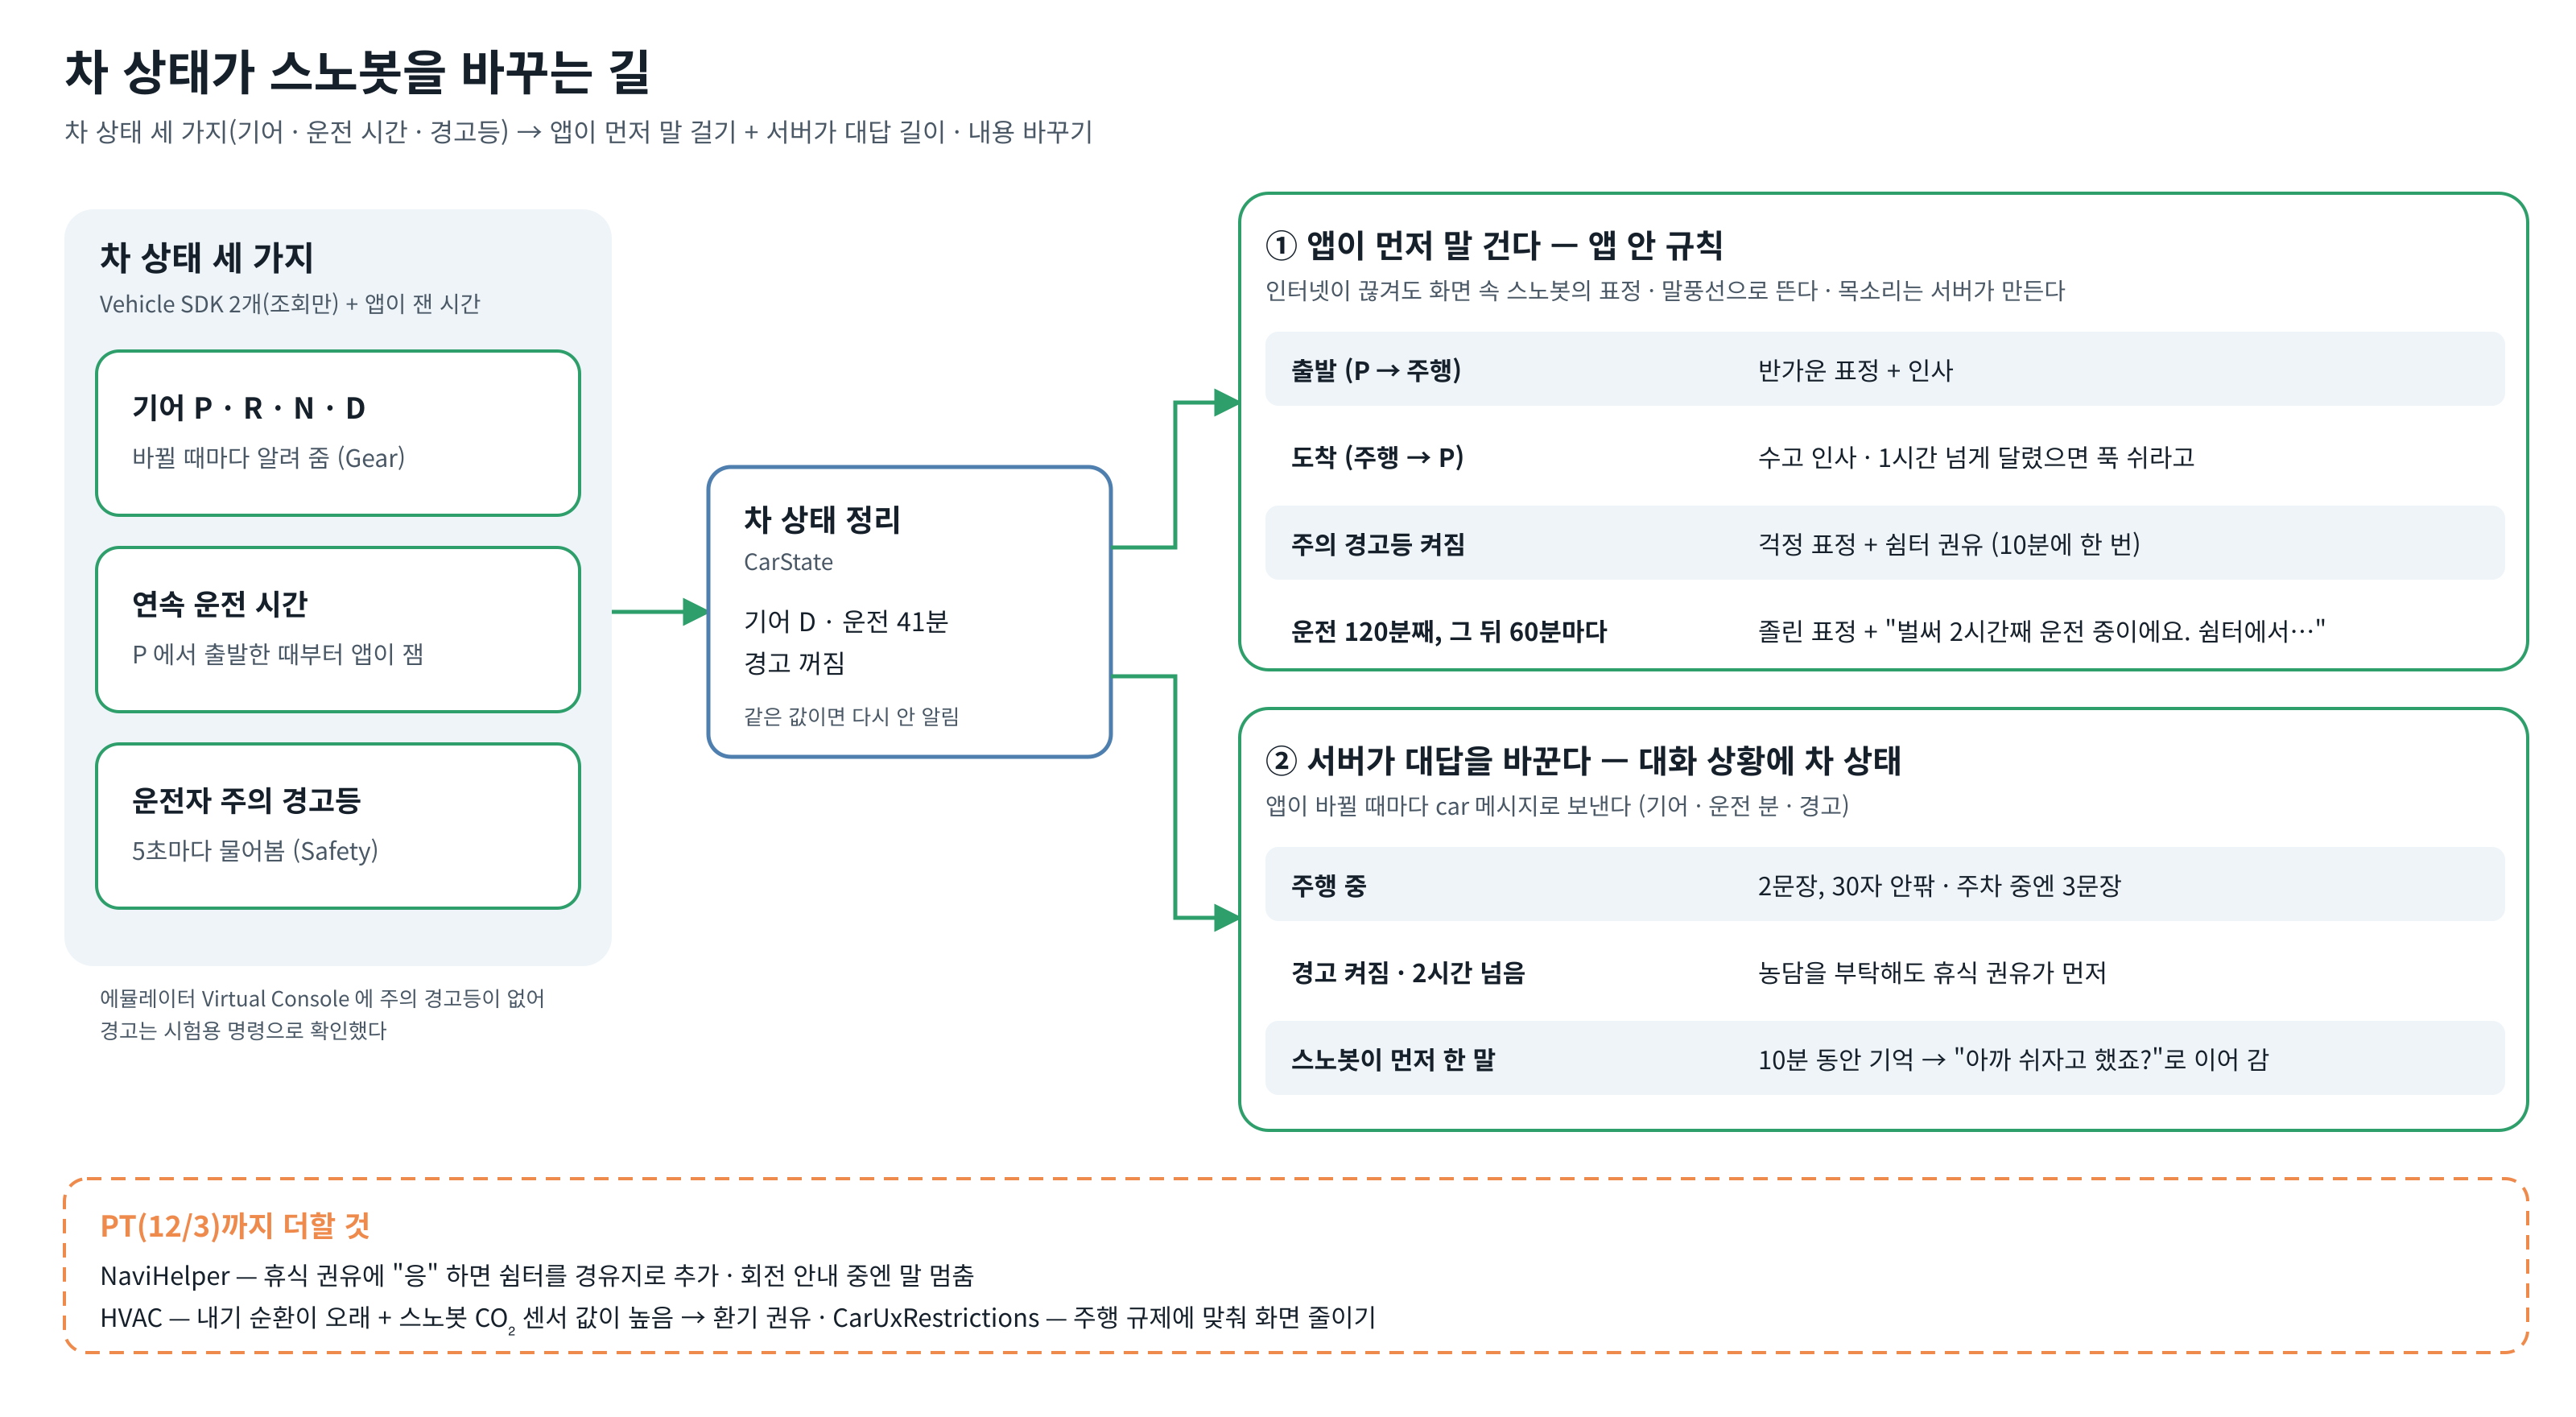 차 상태가 스노봇을 바꾸는 길
차 상태 세 가지(기어 · 운전 시간 · 경고등) → 앱이 먼저 말 걸기 + 서버가 대답 길이 · 내용 바꾸기
차 상태 세 가지
Vehicle SDK 2개(조회만) + 앱이 잰 시간
기어 P · R · N · D
바뀔 때마다 알려 줌 (Gear)
연속 운전 시간
P 에서 출발한 때부터 앱이 잼
운전자 주의 경고등
5초마다 물어봄 (Safety)
에뮬레이터 Virtual Console 에 주의 경고등이 없어
경고는 시험용 명령으로 확인했다
차 상태 정리
CarState
기어 D · 운전 41분
경고 꺼짐
같은 값이면 다시 안 알림
① 앱이 먼저 말 건다 — 앱 안 규칙
인터넷이 끊겨도 화면 속 스노봇의 표정 · 말풍선으로 뜬다 · 목소리는 서버가 만든다
출발 (P → 주행) 반가운 표정 + 인사
도착 (주행 → P) 수고 인사 · 1시간 넘게 달렸으면 푹 쉬라고
주의 경고등 켜짐 걱정 표정 + 쉼터 권유 (10분에 한 번)
운전 120분째, 그 뒤 60분마다 졸린 표정 + "벌써 2시간째 운전 중이에요. 쉼터에서…"
② 서버가 대답을 바꾼다 — 대화 상황에 차 상태
앱이 바뀔 때마다 car 메시지로 보낸다 (기어 · 운전 분 · 경고)
주행 중 2문장, 30자 안팎 · 주차 중엔 3문장
경고 켜짐 · 2시간 넘음 농담을 부탁해도 휴식 권유가 먼저
스노봇이 먼저 한 말 10분 동안 기억 → "아까 쉬자고 했죠?"로 이어 감
PT(12/3)까지 더할 것
NaviHelper — 휴식 권유에 "응" 하면 쉼터를 경유지로 추가 · 회전 안내 중엔 말 멈춤
HVAC — 내기 순환이 오래 + 스노봇 CO₂ 센서 값이 높음 → 환기 권유 · CarUxRestrictions — 주행 규제에 맞춰 화면 줄이기